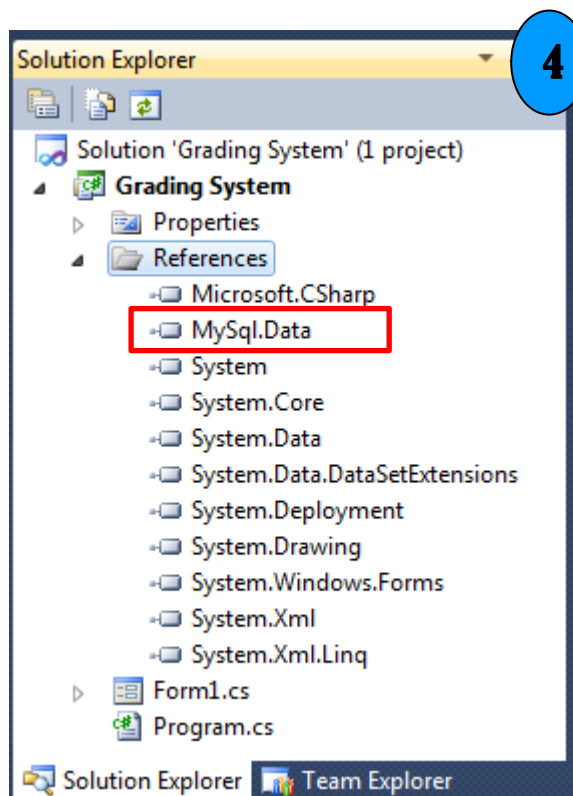 Solution Explorer
4
Solution 'Grading System' (1 project)
Grading System
Properties
References
Microsoft.CSharp
MySql.Data
System
System.Core
System.Data
System.Data.DataSetExtensions
System.Deployment
System.Drawing
System.Windows.Forms
System.Xml
System.Xml.Linq
Form1.cs
Program.cs
Solution Explorer Team Explorer